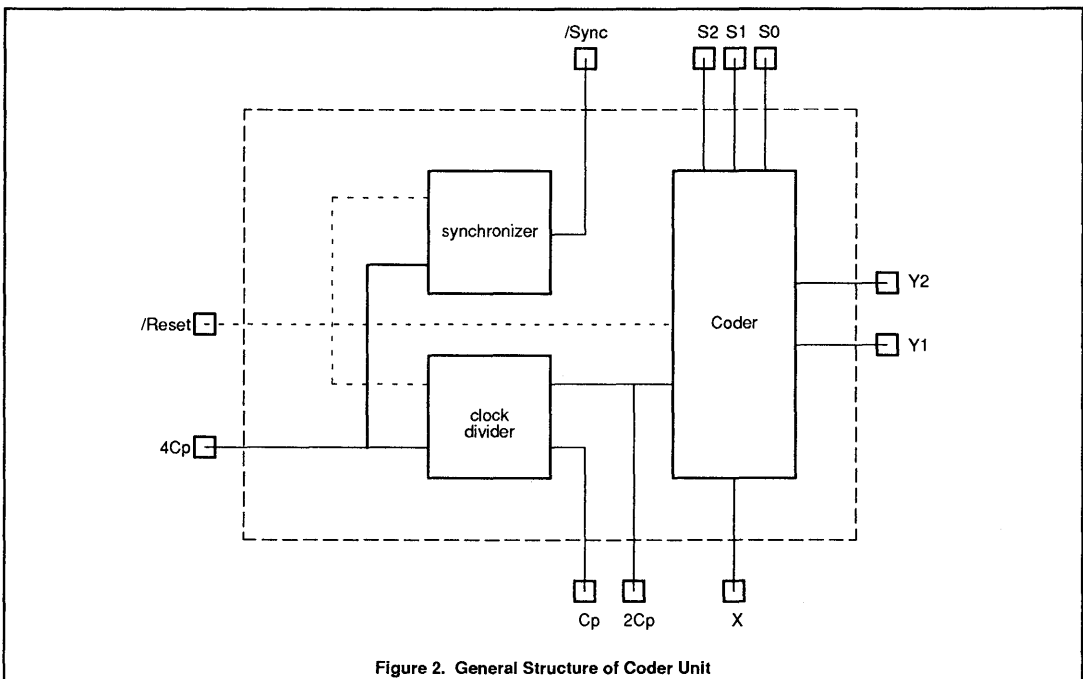 /Sync
S2 S1 S0
synchronizer
Y2
/Reset
Coder
Y1
clock
divider
4Cp
Cp 2Cp X
Figure 2. General Structure of Coder Unit